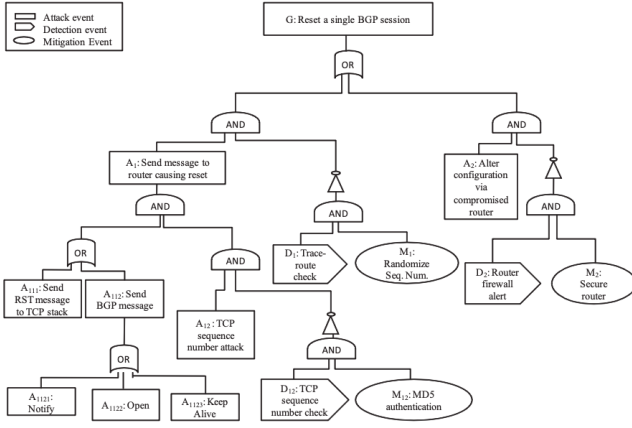 Attack event
Detection event
Mitigation Event
G: Reset a single BGP session
OR
AND
AND
A1: Send message to
router causing reset
A2: Alter
configuration
via
compromised
router
AND
AND
AND
D1: Trace-
route
check
M1:
Randomize
Seq. Num.
D2: Router
firewall
alert
M2:
Secure
router
OR
AND
A111: Send
RST message
to TCP stack
A112: Send
BGP message
A12: TCP
sequence
number attack
OR
AND
A1121:
Notify
A1122: Open
A1123: Keep
Alive
D12: TCP
sequence
number check
M12: MD5
authentication